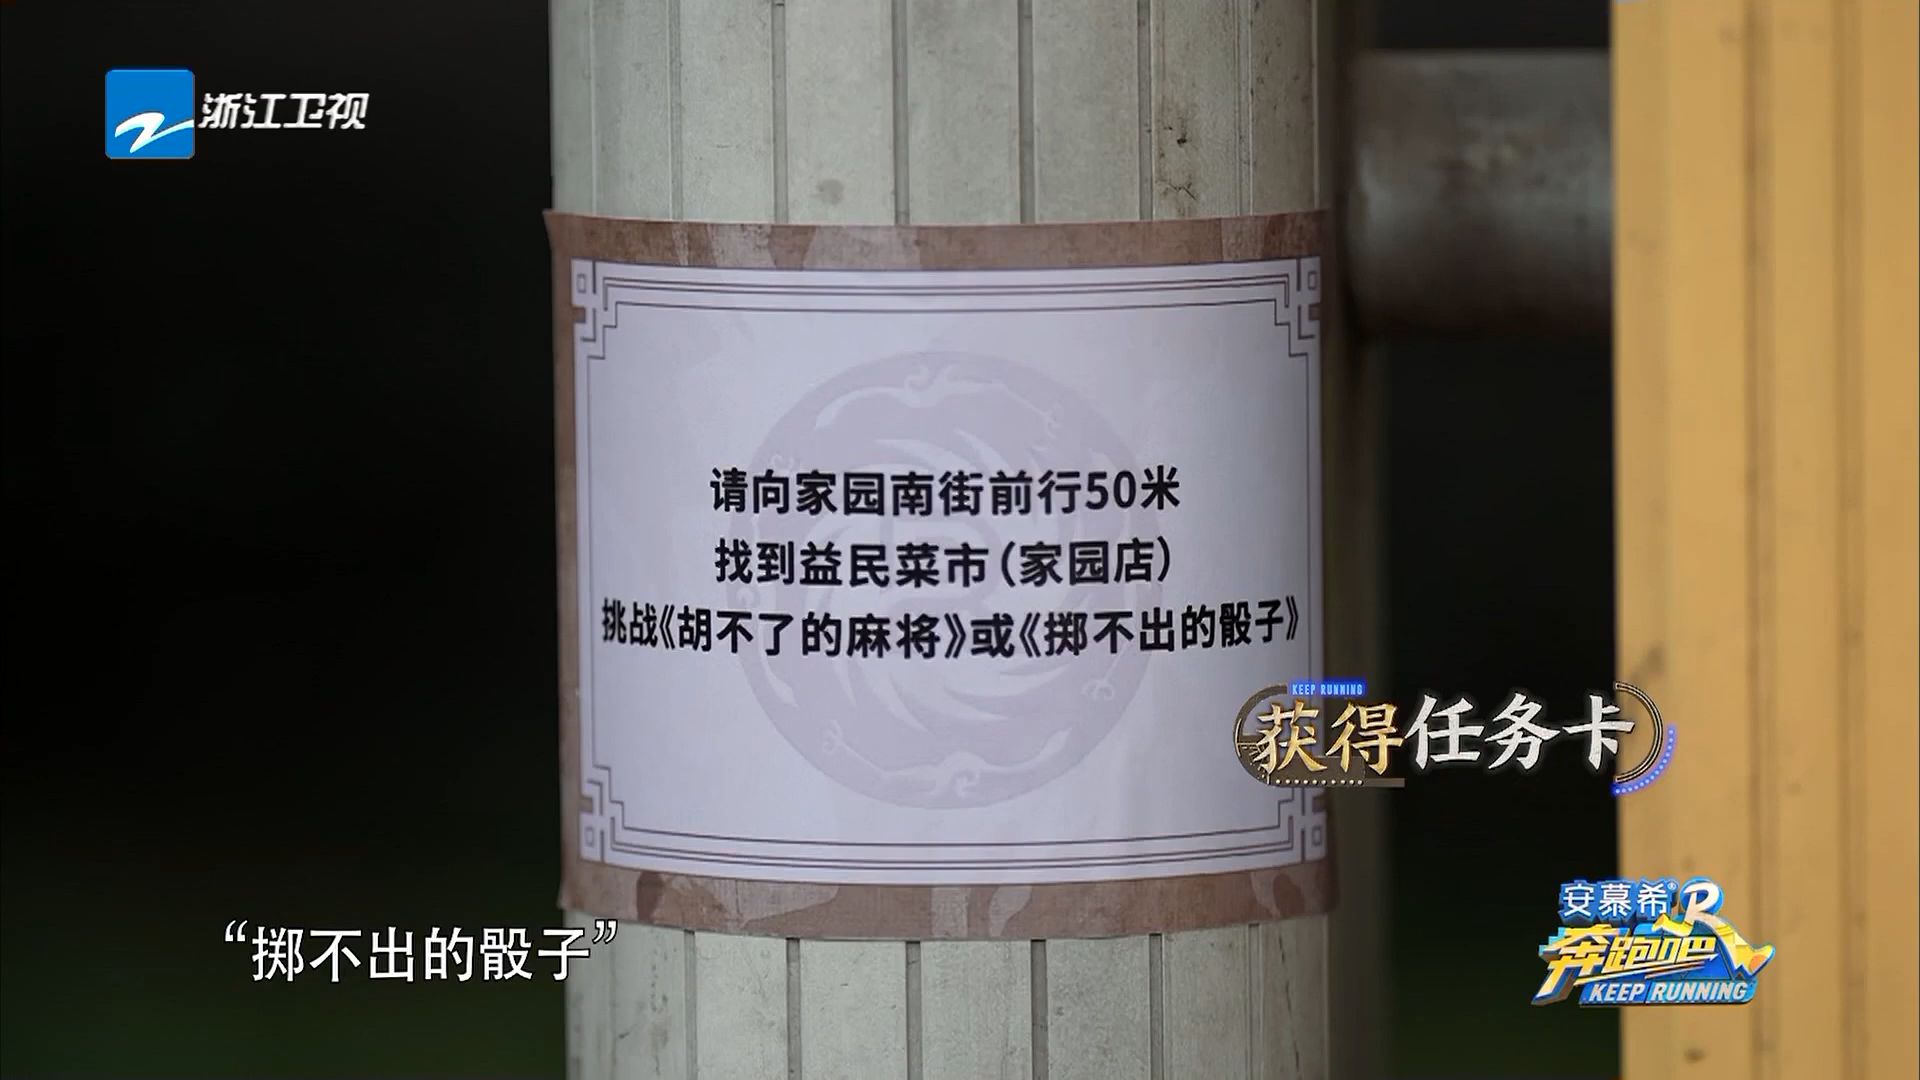 浙江卫视
请向家园南街前行50米
找到益民菜市(家园店)
挑战《胡不了的麻将》或《掷不出的骰子》
KEEP RUNNING
获得任务卡
安慕希®
奔跑吧
KEEP RUNNING
“掷不出的骰子”